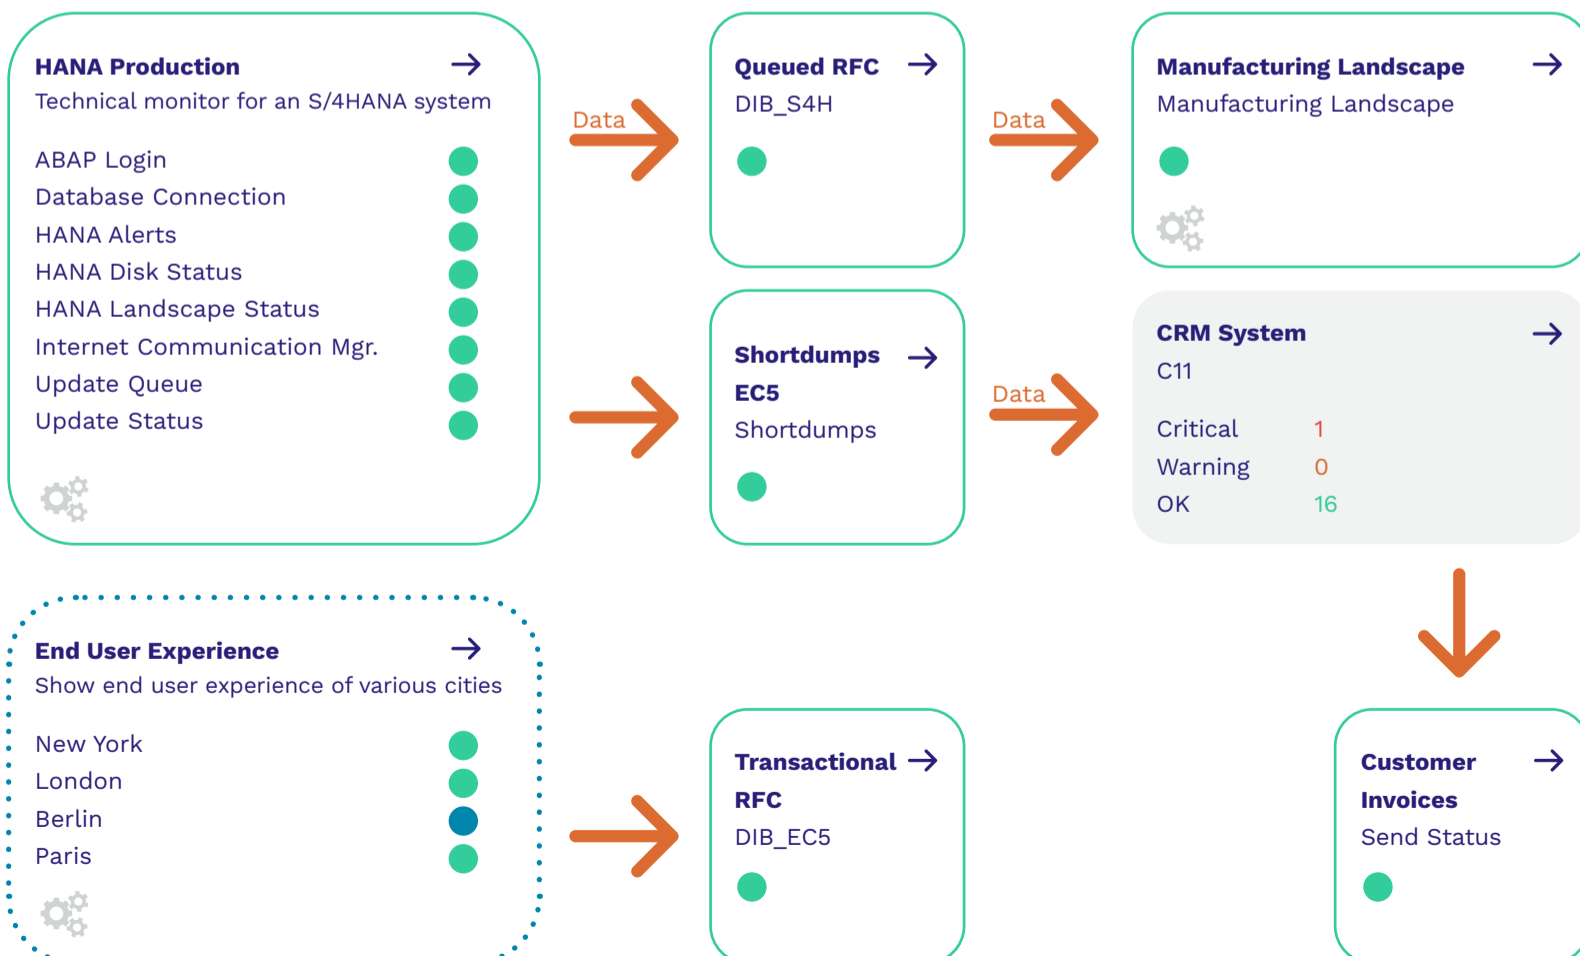 HANA Production
Technical monitor for an S/4HANA system
ABAP Login
Database Connection
HANA Alerts
HANA Disk Status
HANA Landscape Status
Internet Communication Mgr.
Update Queue
Update Status
Data
Queued RFC
DIB_S4H
Data
Manufacturing Landscape
Manufacturing Landscape
Shortdumps
EC5
Shortdumps
Data
CRM System
C11
Critical 1
Warning 0
OK 16
End User Experience
Show end user experience of various cities
New York
London
Berlin
Paris
Transactional
RFC
DIB_EC5
Customer
Invoices
Send Status